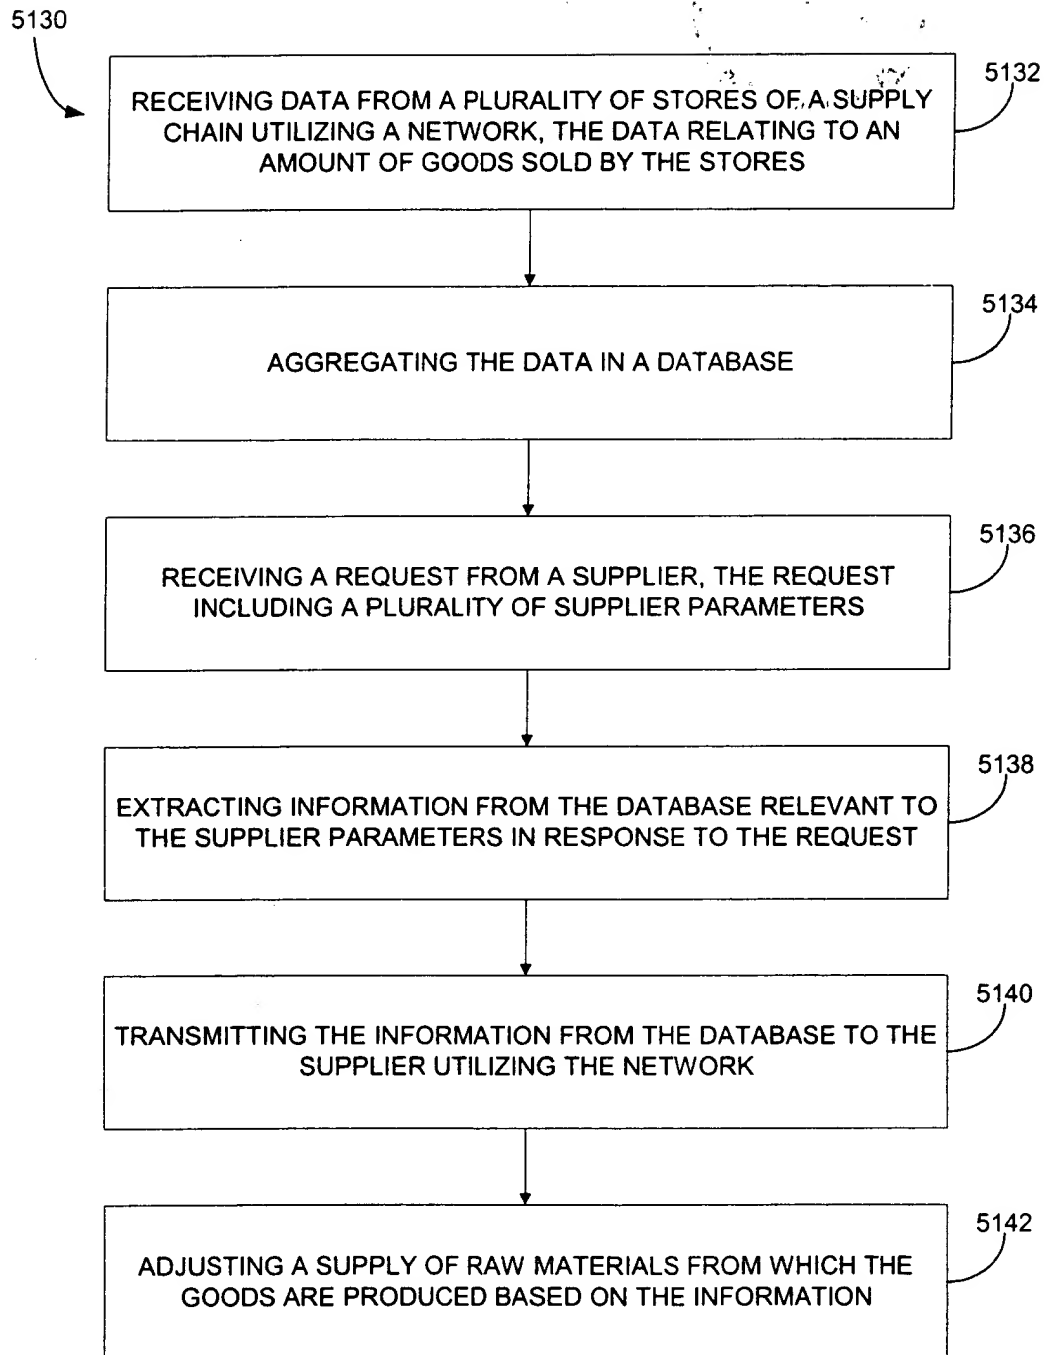 5130
5132
RECEIVING DATA FROM A PLURALITY OF STORES OF A SUPPLY
CHAIN UTILIZING A NETWORK, THE DATA RELATING TO AN
AMOUNT OF GOODS SOLD BY THE STORES
5134
AGGREGATING THE DATA IN A DATABASE
5136
RECEIVING A REQUEST FROM A SUPPLIER, THE REQUEST
INCLUDING A PLURALITY OF SUPPLIER PARAMETERS
5138
EXTRACTING INFORMATION FROM THE DATABASE RELEVANT TO
THE SUPPLIER PARAMETERS IN RESPONSE TO THE REQUEST
5140
TRANSMITTING THE INFORMATION FROM THE DATABASE TO THE
SUPPLIER UTILIZING THE NETWORK
5142
ADJUSTING A SUPPLY OF RAW MATERIALS FROM WHICH THE
GOODS ARE PRODUCED BASED ON THE INFORMATION